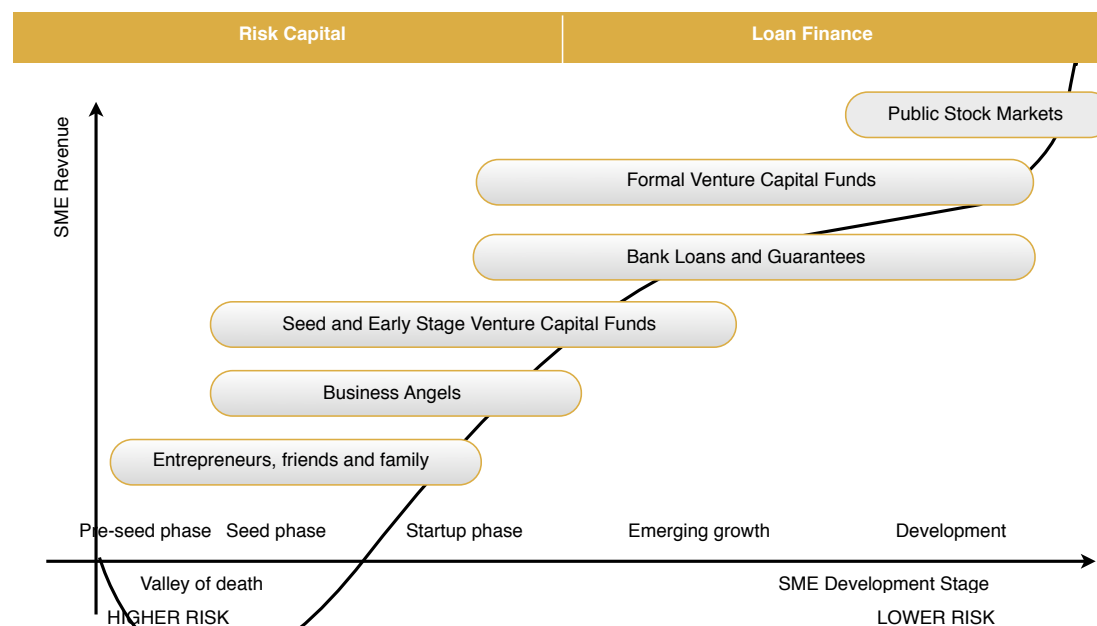 Risk Capital
Loan Finance
Public Stock Markets
SME Revenue
Formal Venture Capital Funds
Bank Loans and Guarantees
Seed and Early Stage Venture Capital Funds
Business Angels
Entrepreneurs, friends and family
Pre-seed phase
Seed phase
Startup phase
Emerging growth
Development
Valley of death
SME Development Stage
HIGHER RISK
LOWER RISK